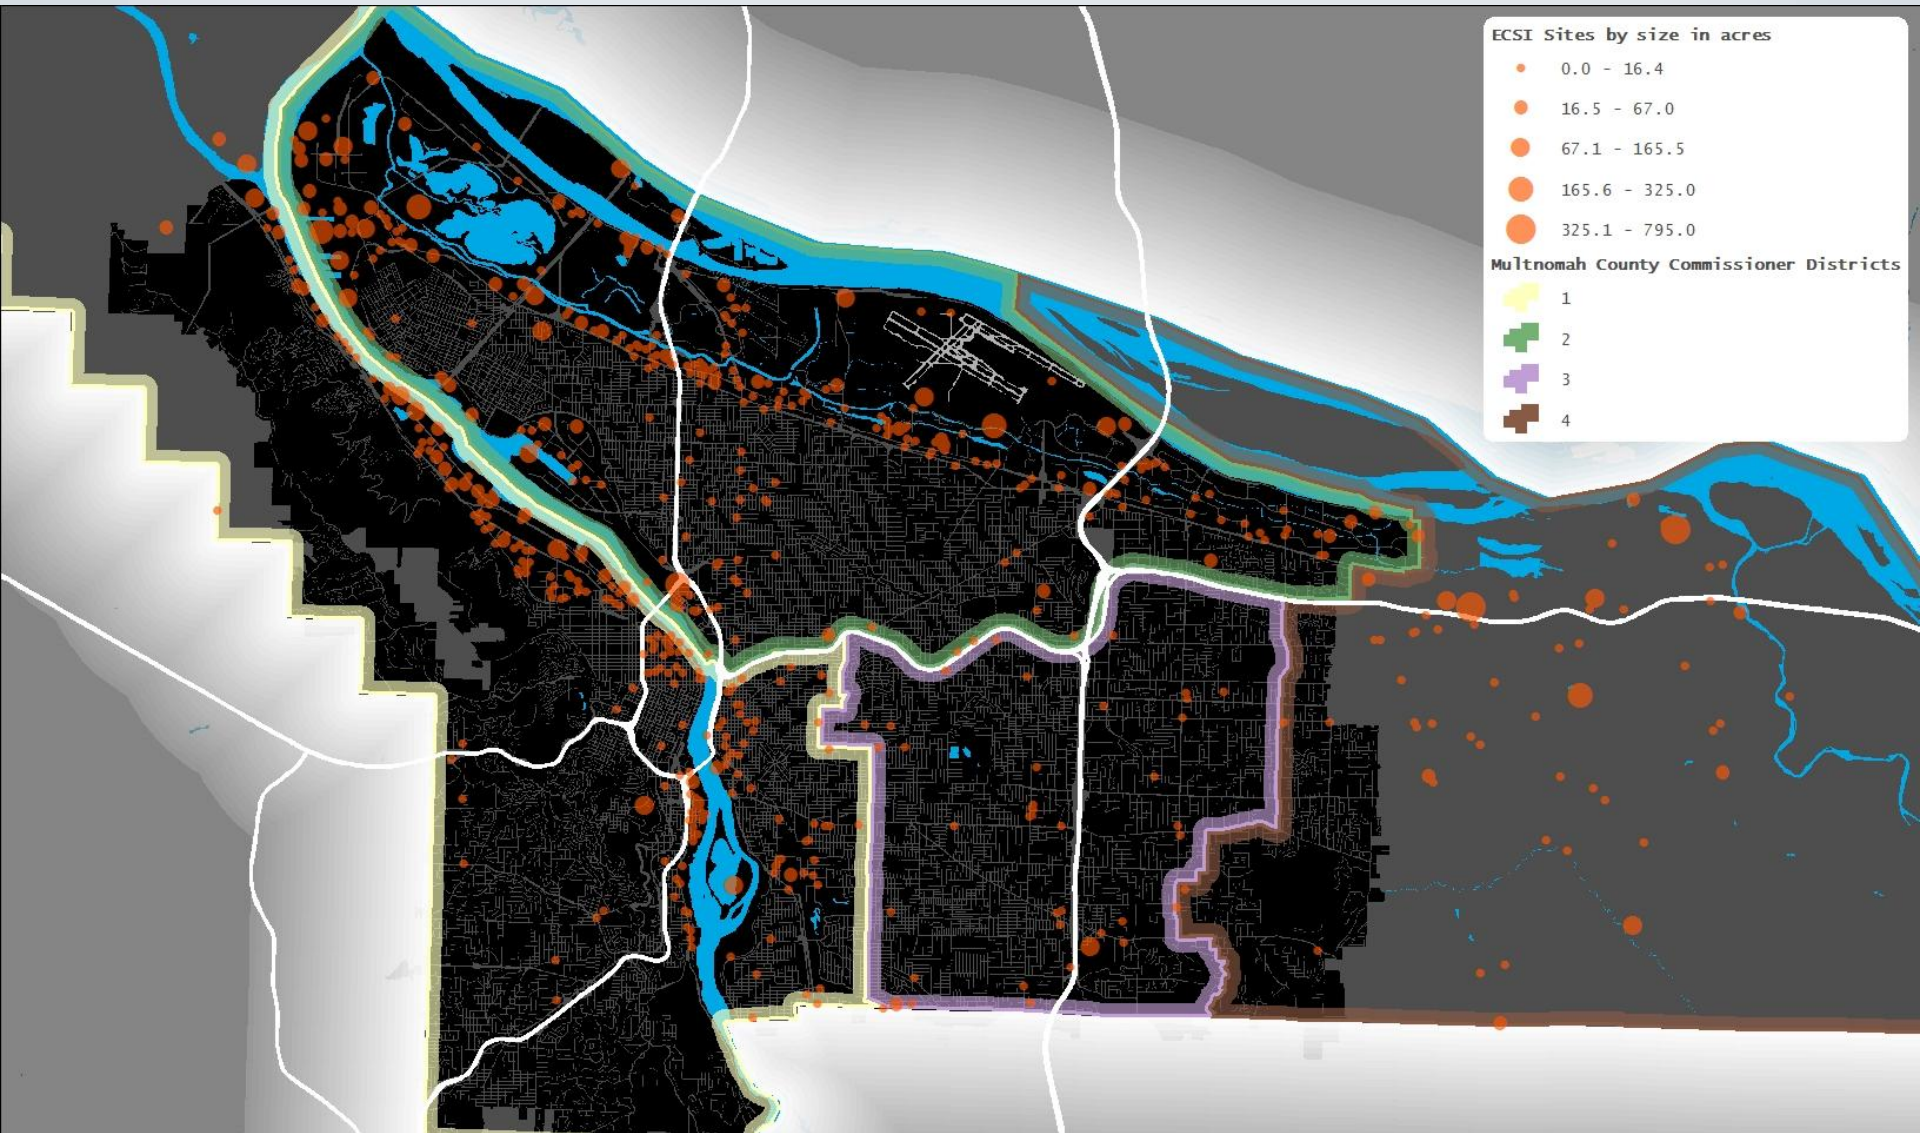 ECSI Sites by size in acres
0.0 - 16.4
16.5 - 67.0
67.1 - 165.5
165.6 - 325.0
325.1 - 795.0
Multnomah County Commissioner Districts
1
2
3
4